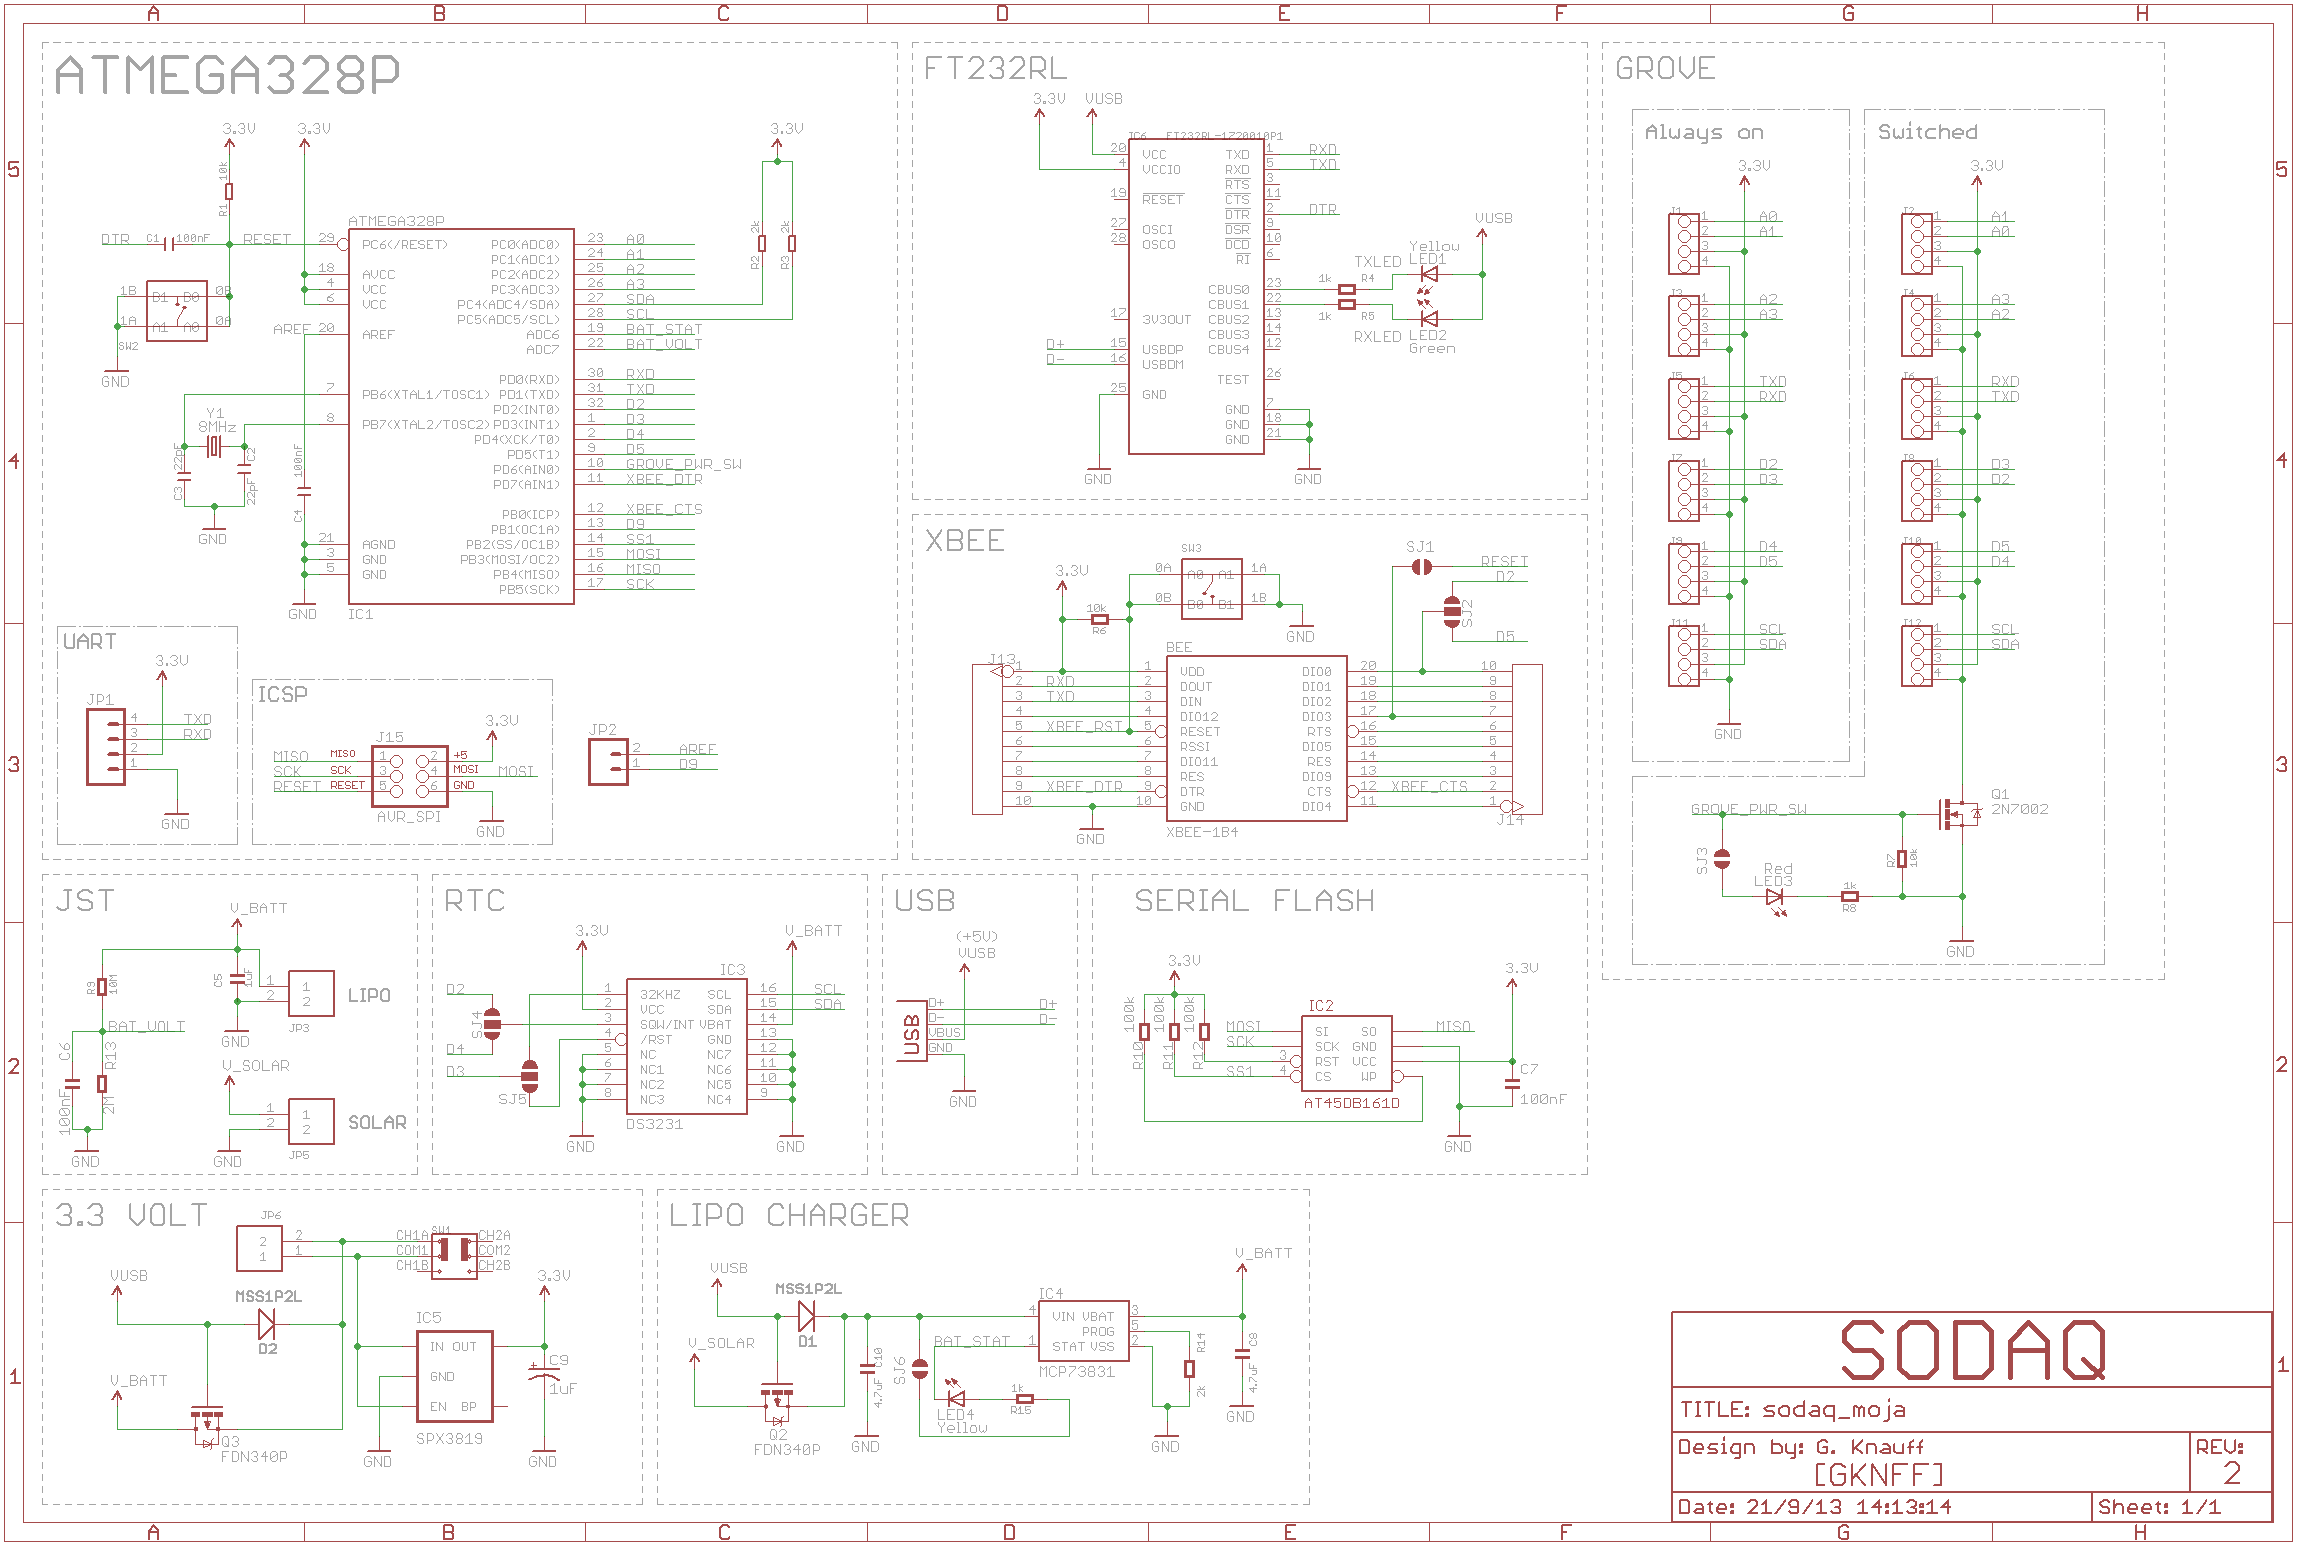 A B C D E F G H
5
4
3
2
1
ATMEGA328P
3.3V
3.3V
3.3V
10k
R1
DTR
C1
100nF
RESET
1B B1 B0 0B
1A A1 A0 0A
SW2
GND
2k
R2
2k
R3
ATMEGA328P
29 PC6(/RESET)
18 AVCC
4 VCC
6 VCC
AREF 20 AREF
7 PB6(XTAL1/TOSC1)
8 PB7(XTAL2/TOSC2)
21 AGND
3 GND
5 GND
PC0(ADC0) 23 A0
PC1(ADC1) 24 A1
PC2(ADC2) 25 A2
PC3(ADC3) 26 A3
PC4(ADC4/SDA) 27 SDA
PC5(ADC5/SCL) 28 SCL
ADC6 19 BAT_STAT
ADC7 22 BAT_VOLT
PD0(RXD) 30 RXD
PD1(TXD) 31 TXD
PD2(INT0) 32 D2
PD3(INT1) 1 D3
PD4(XCK/T0) 2 D4
PD5(T1) 9 D5
PD6(AIN0) 10 GROVE_PWR_SW
PD7(AIN1) 11 XBEE_DTR
PB0(ICP) 12 XBEE_CTS
PB1(OC1A) 13 D9
PB2(SS/OC1B) 14 SS1
PB3(MOSI/OC2) 15 MOSI
PB4(MISO) 16 MISO
PB5(SCK) 17 SCK
IC1
Y1
8MHz
22pF
C3
C2
22pF
GND
100nF
C4
GND
UART
3.3V
JP1
4 TXD
3 RXD
2
1
GND
ICSP
3.3V
J15
MISO MISO 1 2 +5
SCK SCK 3 4 MOSI MOSI
RESET RESET 5 6 GND
AVR_SPI
GND
JP2
2 AREF
1 D9
FT232RL
3.3V
VUSB
IC6
FT232RL-1Z20010P1
20 VCC
4 VCCIO
19 RESET
27 OSCI
28 OSCO
17 3V3OUT
D+ 15 USBDP
D- 16 USBDM
25 GND
TXD 1 RXD
RXD 5 TXD
RTS 3
CTS 11
DTR 2 DTR
DSR 9
DCD 10
RI 6
CBUS0 23
CBUS1 22
CBUS2 13
CBUS3 14
CBUS4 12
TEST 26
GND 7
GND 18
GND 21
GND
GND
VUSB
Yellow
TXLED LED1
1k R4
1k R5
RXLED LED2
Green
XBEE
3.3V
10k
R6
SW3
0A A0 A1 1A
0B B0 B1 1B
GND
SJ1
RESET
D2
SJ2
D5
BEE
J13
1 1 VDD
2 RXD 2 DOUT
3 TXD 3 DIN
4 4 DIO12
5 XBEE_RST 5 RESET
6 6 RSSI
7 7 DIO11
8 8 RES
9 XBEE_DTR 9 DTR
10 10 GND
DIO0 20 10
DIO1 19 9
DIO2 18 8
DIO3 17 7
RTS 16 6
DIO5 15 5
RES 14 4
DIO9 13 3
CTS 12 XBEE_CTS 2
DIO4 11 1
J14
XBEE-1B4
GND
GROVE
Always on
3.3V
J1
1 A0
2 A1
3
4
J3
1 A2
2 A3
3
4
J5
1 TXD
2 RXD
3
4
J7
1 D2
2 D3
3
4
J9
1 D4
2 D5
3
4
J11
1 SCL
2 SDA
3
4
GND
Switched
3.3V
J2
1 A1
2 A0
3
4
J4
1 A3
2 A2
3
4
J6
1 RXD
2 TXD
3
4
J8
1 D3
2 D2
3
4
J10
1 D5
2 D4
3
4
J12
1 SCL
2 SDA
3
4
GROVE_PWR_SW
Q1
2N7002
SJ3
Red
LED3
1k
R8
R7
10k
GND
JST
V_BATT
R9
10M
C5
1uF
1 1
2 2
LIPO
JP3
GND
BAT_VOLT
C6
100nF
R13
2M
GND
V_SOLAR
1 1
2 2
SOLAR
JP5
GND
RTC
3.3V
V_BATT
IC3
D2
SJ4
D4
D3
SJ5
1 32KHZ SCL 16 SCL
2 VCC SDA 15 SDA
3 SQW/INT VBAT 14
4 /RST GND 13
5 NC NC7 12
6 NC1 NC6 11
7 NC2 NC5 10
8 NC3 NC4 9
DS3231
GND
GND
USB
(+5V)
VUSB
USB
D+ D+
D- D-
VBUS
GND
GND
SERIAL FLASH
3.3V
3.3V
100k
R10
100k
R11
100k
R12
IC2
MOSI SI SO MISO
SCK SCK GND
3 RST VCC
SS1 4 CS WP
AT45DB161D
C7
100nF
GND
3.3 VOLT
JP6
2 2
1 1
CH1A SW1 CH2A
COM1 COM2
CH1B CH2B
VUSB
MSS1P2L
D2
V_BATT
Q3
FDN340P
IC5
IN OUT
GND
EN BP
SPX3819
3.3V
C9
+
1uF
GND
GND
LIPO CHARGER
VUSB
MSS1P2L
D1
V_SOLAR
Q2
FDN340P
C10
4.7uF
GND
SJ6
BAT_STAT
LED4
Yellow
1k
R15
IC4
4 VIN VBAT 3
PROG 5
1 STAT VSS 2
MCP73831
R14
2k
GND
V_BATT
C8
4.7uF
GND
SODAQ
TITLE: sodaq_moja
Design by: G. Knauff
[GKNFF]
REV:
2
Date: 21/9/13 14:13:14
Sheet: 1/1
5
4
3
2
1
A B C D E F G H